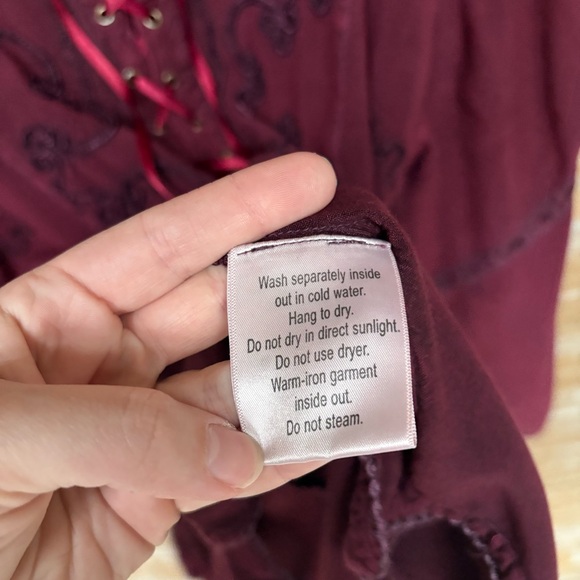 Wash separately inside
out in cold water.
Hang to dry.
Do not dry in direct sunlight.
Do not use dryer.
Warm-iron garment
inside out.
Do not steam.